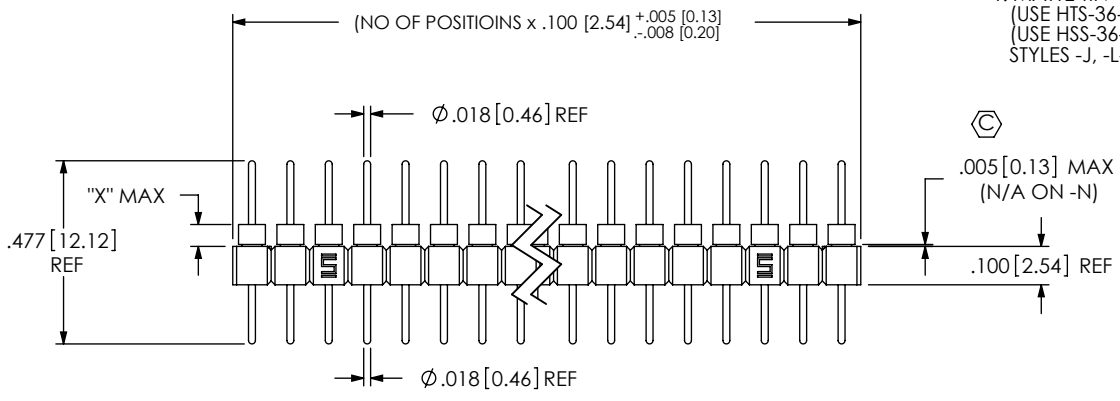 (NO OF POSITIOINS x .100 [2.54] +.005 [0.13]
.-.008 [0.20]
(USE HTS-36-
(USE HSS-36-
STYLES -J, -L
Ø.018[0.46] REF
C
"X" MAX
.005[0.13] MAX
(N/A ON -N)
.477[12.12]
REF
.100[2.54] REF
Ø.018[0.46] REF